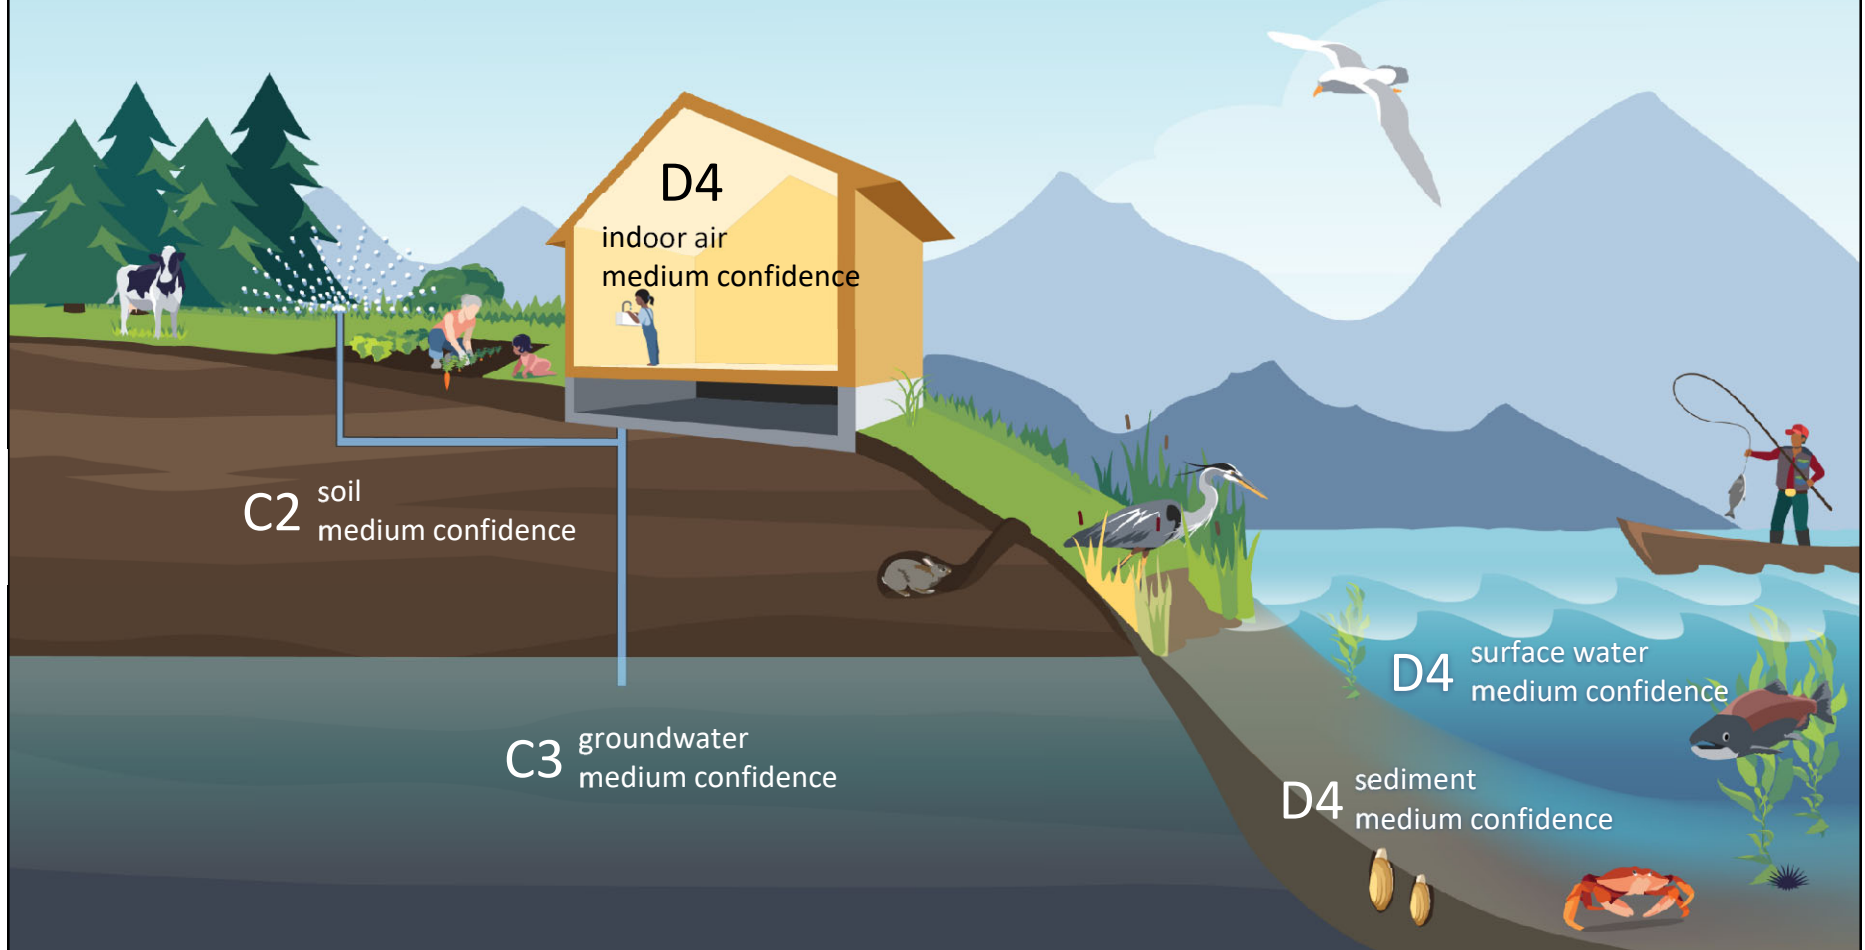 D4
indoor air
medium confidence
C2
soil
medium confidence
D4
surface water
medium confidence
C3
groundwater
medium confidence
D4
sediment
medium confidence